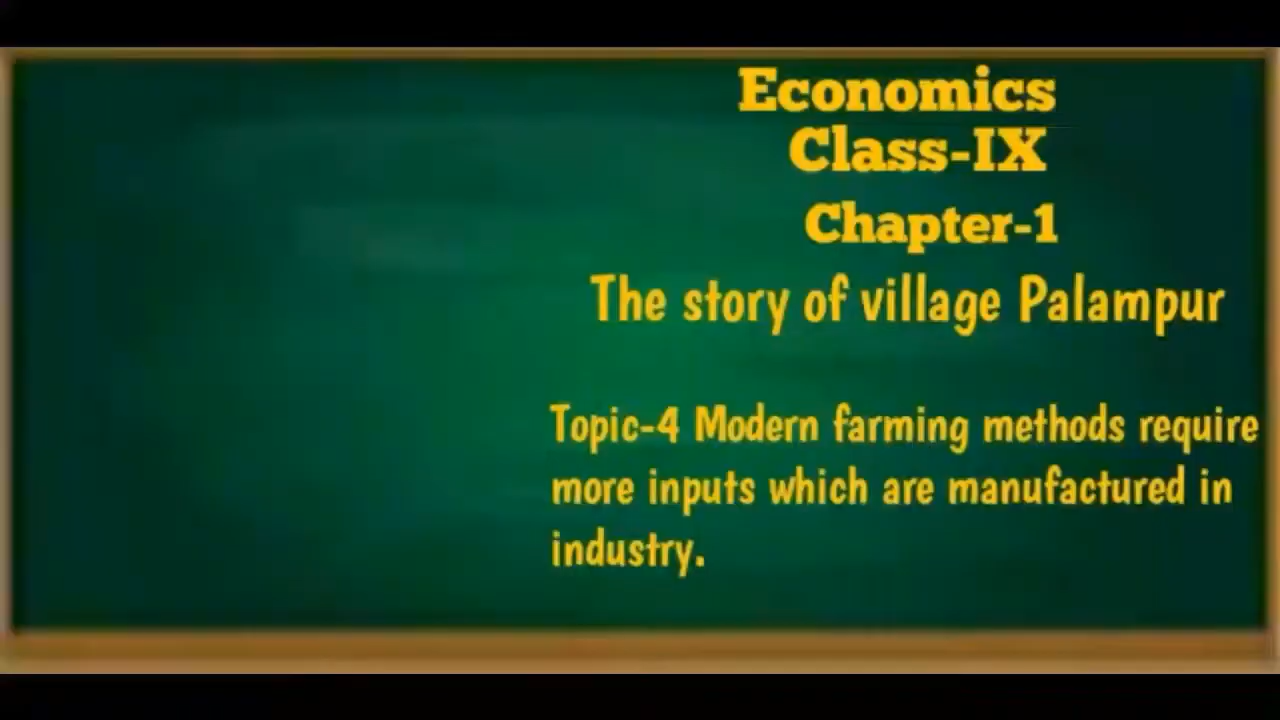 Economics
Class-IX
Chapter-1
The story of village Palampur
Topic-4 Modern farming methods require
more inputs which are manufactured in
industry.